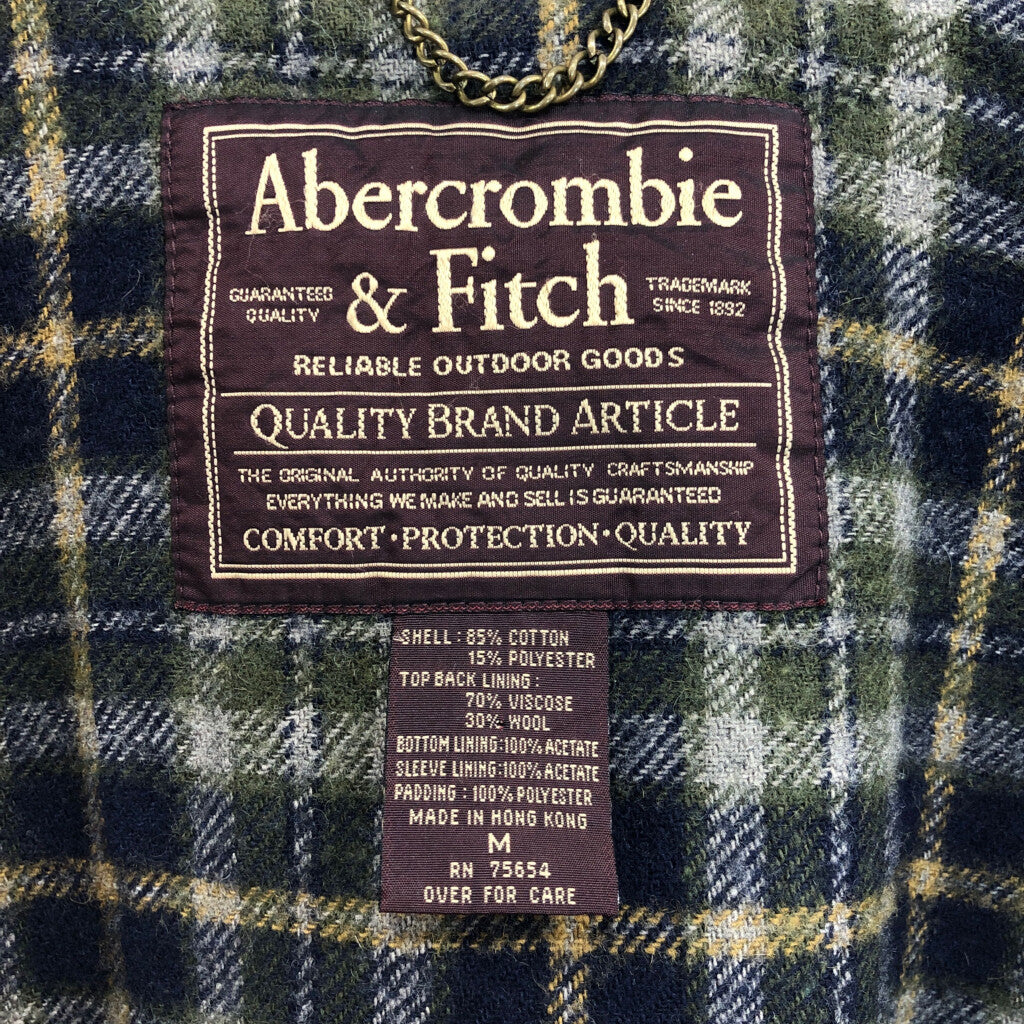 Abercrombie
& Fitch
GUARANTEED
QUALITY
TRADEMARK
SINCE 1892
RELIABLE OUTDOOR GOODS
QUALITY BRAND ARTICLE
THE ORIGINAL AUTHORITY OF QUALITY CRAFTSMANSHIP
EVERYTHING WE MAKE AND SELL IS GUARANTEED
COMFORT · PROTECTION · QUALITY
SHELL : 85% COTTON
15% POLYESTER
TOP BACK LINING :
70% VISCOSE
30% WOOL
BOTTOM LINING:100% ACETATE
SLEEVE LINING:100% ACETATE
PADDING : 100% POLYESTER
MADE IN HONG KONG
M
RN 75654
OVER FOR CARE